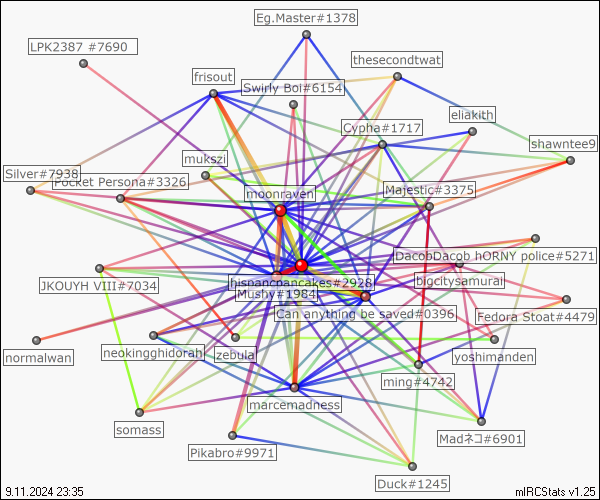 Eg.Master#1378
LPK2387 #7690
thesecondtwat
frisout
Swirly Boi#6154
eliakith
Cypha#1717
shawntee9
mukszi
Silver#7938
Pocket Persona#3326
moonraven
Majestic#3375
DacobDacob hORNY police#5271
JKOUYH VIII#7034
hispanicpancakes#2928
bigcitysamurai
Mushy#1984
Can anything be saved#0396
Fedora Stoat#4479
normalwan
neokingghidorah
zebula
yoshimanden
ming#4742
marcemadness
somass
Madネコ#6901
Pikabro#9971
Duck#1245
9.11.2024 23:35
mIRCStats v1.25